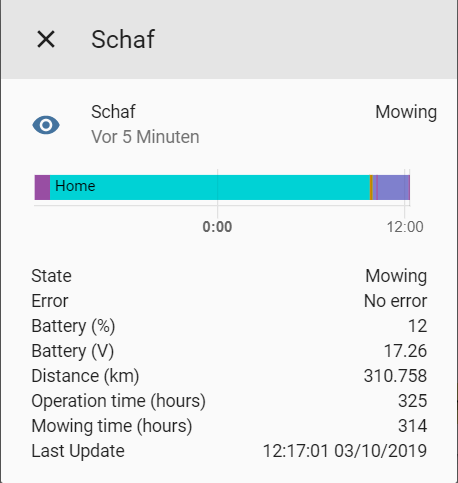 Schaf
Schaf Mowing
Vor 5 Minuten
Home
0:00 12:00
State Mowing
Error No error
Battery (%) 12
Battery (V) 17.26
Distance (km) 310.758
Operation time (hours) 325
Mowing time (hours) 314
Last Update 12:17:01 03/10/2019